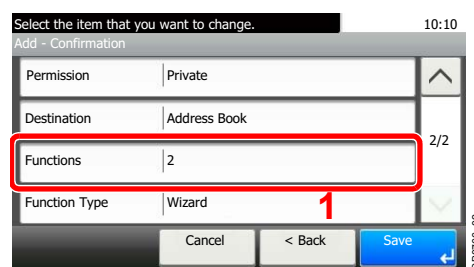 Select the item that you want to change. 10:10
Add - Confirmation
Permission Private
Destination Address Book
2/2
Functions 2
Function Type Wizard
1
Cancel < Back Save